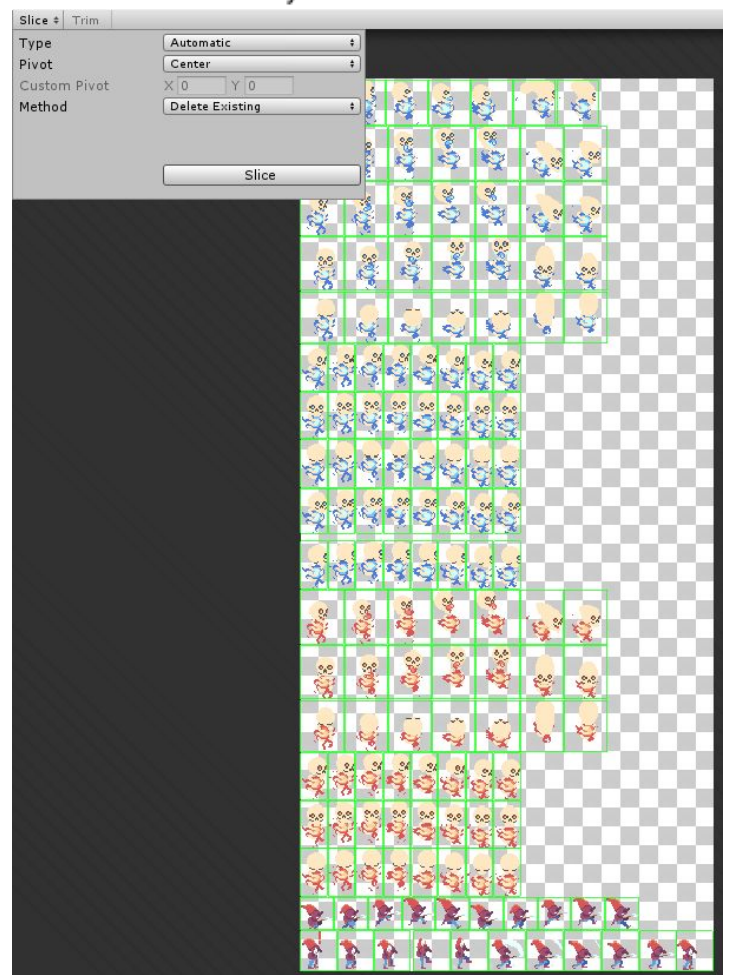 Slice Trim
Type Automatic
Pivot Center
Custom Pivot X 0 Y 0
Method Delete Existing
Slice